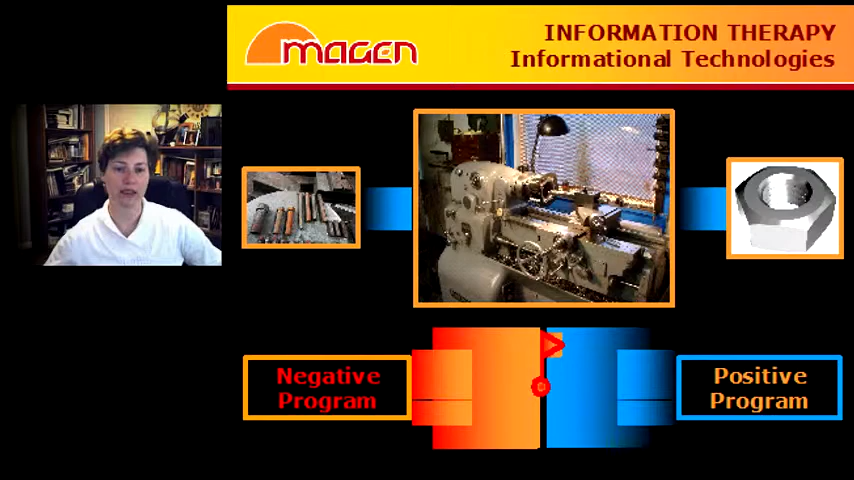 magen
INFORMATION THERAPY
Informational Technologies
Negative
Program
Positive
Program